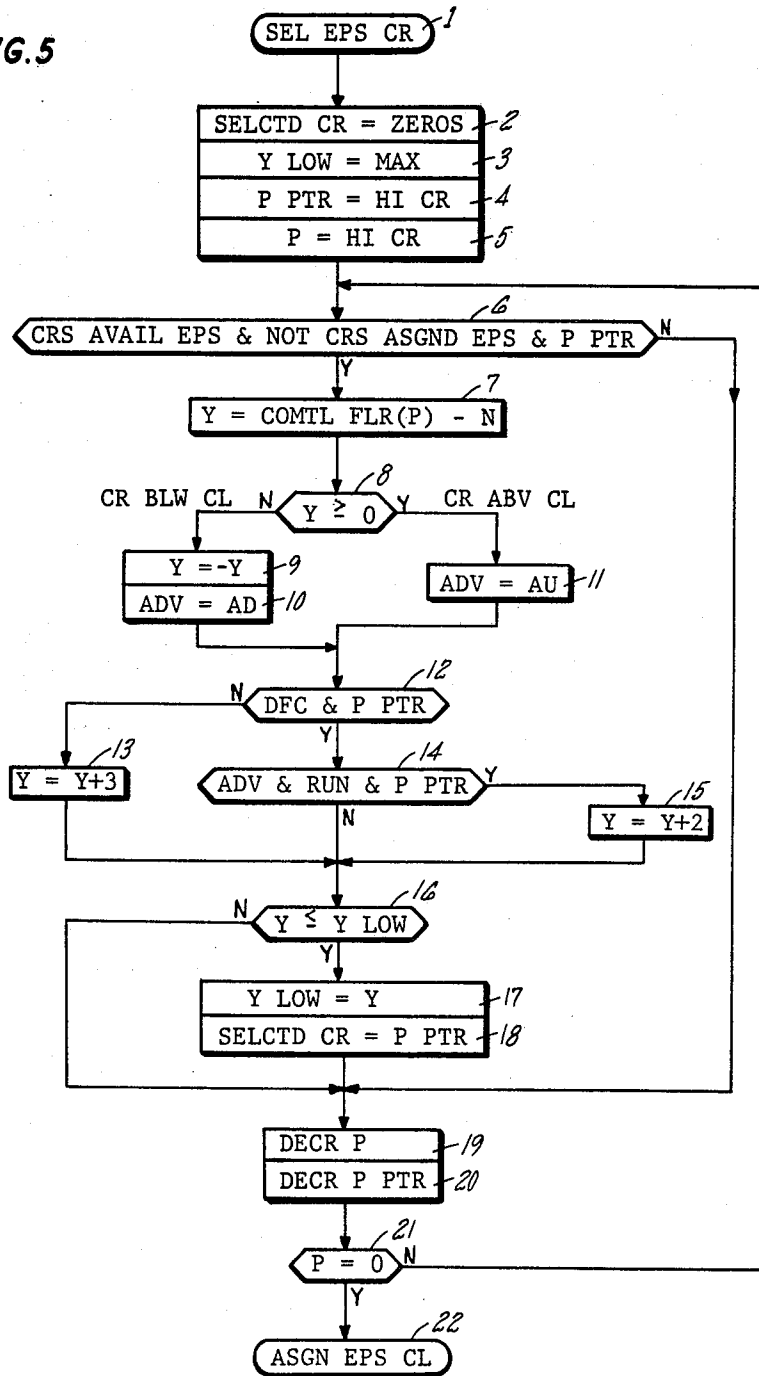 G.5
SEL EPS CR 1
SELCTD CR = ZEROS 2
Y LOW = MAX 3
P PTR = HI CR 4
P = HI CR 5
6
CRS AVAIL EPS & NOT CRS ASGND EPS & P PTR N
Y
7
Y = COMTL FLR(P) - N
8
CR BLW CL N Y ≥ 0 Y CR ABV CL
Y =-Y 9
ADV = AD 10
ADV = AU 11
12
N DFC & P PTR
Y
13
Y = Y+3
14
ADV & RUN & P PTR Y
N
15
Y = Y+2
16
N Y ≤ Y LOW
Y
Y LOW = Y 17
SELCTD CR = P PTR 18
DECR P 19
DECR P PTR 20
21
P = 0 N
Y
22
ASGN EPS CL